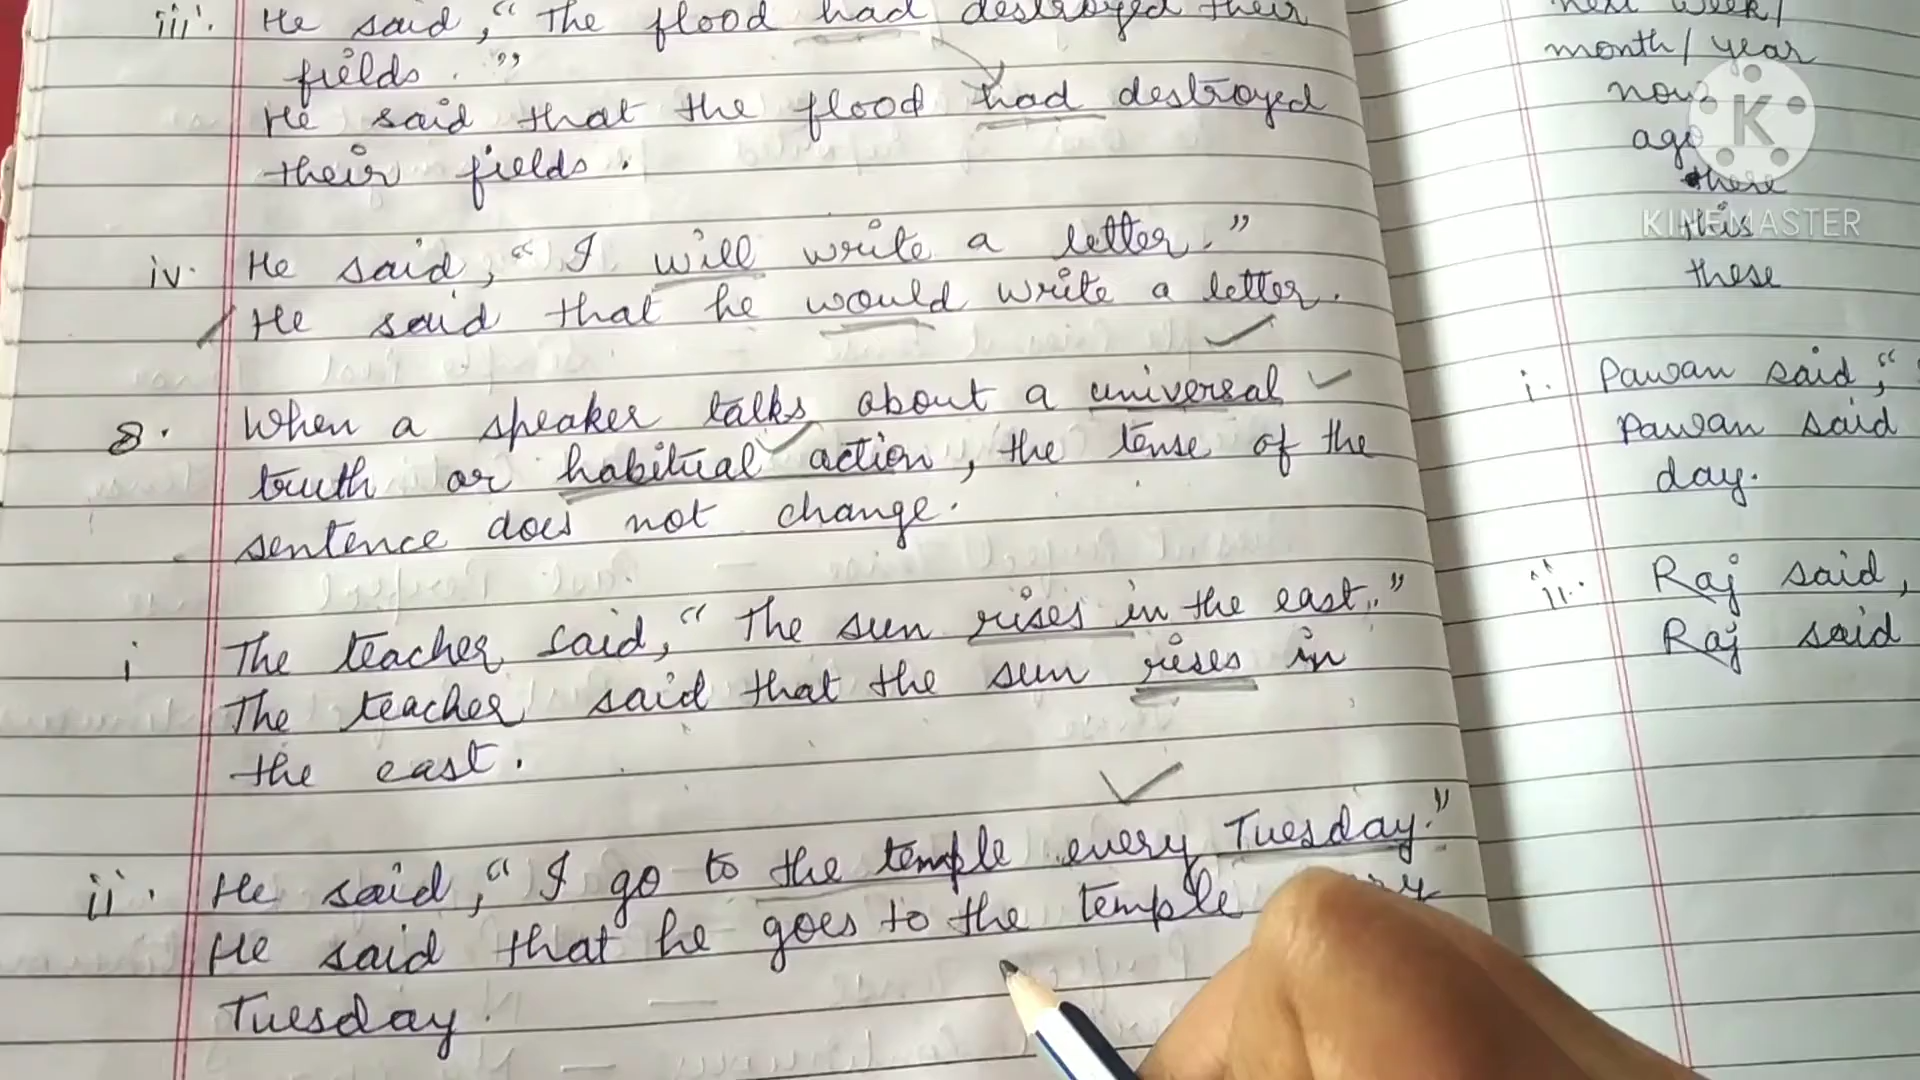 iii. He said, “The flood had destroyed their
fields.”
He said that the flood had destroyed
their fields.
iv. He said, “I will write a letter.”
He said that he would write a letter.
8. When a speaker talks about a universal
truth or habitual action, the tense of the
sentence does not change.
i The teacher said, “The sun rises in the east.”
The teacher said that the sun rises in
the east.
ii. He said, “I go to the temple every Tuesday.”
He said that he goes to the temple
Tuesday.
next week/
month/ year
now
ago
these
this
these
K
KINEMASTER
i. Pawan said, “
Pawan said
day.
ii. Raj said,
Raj said